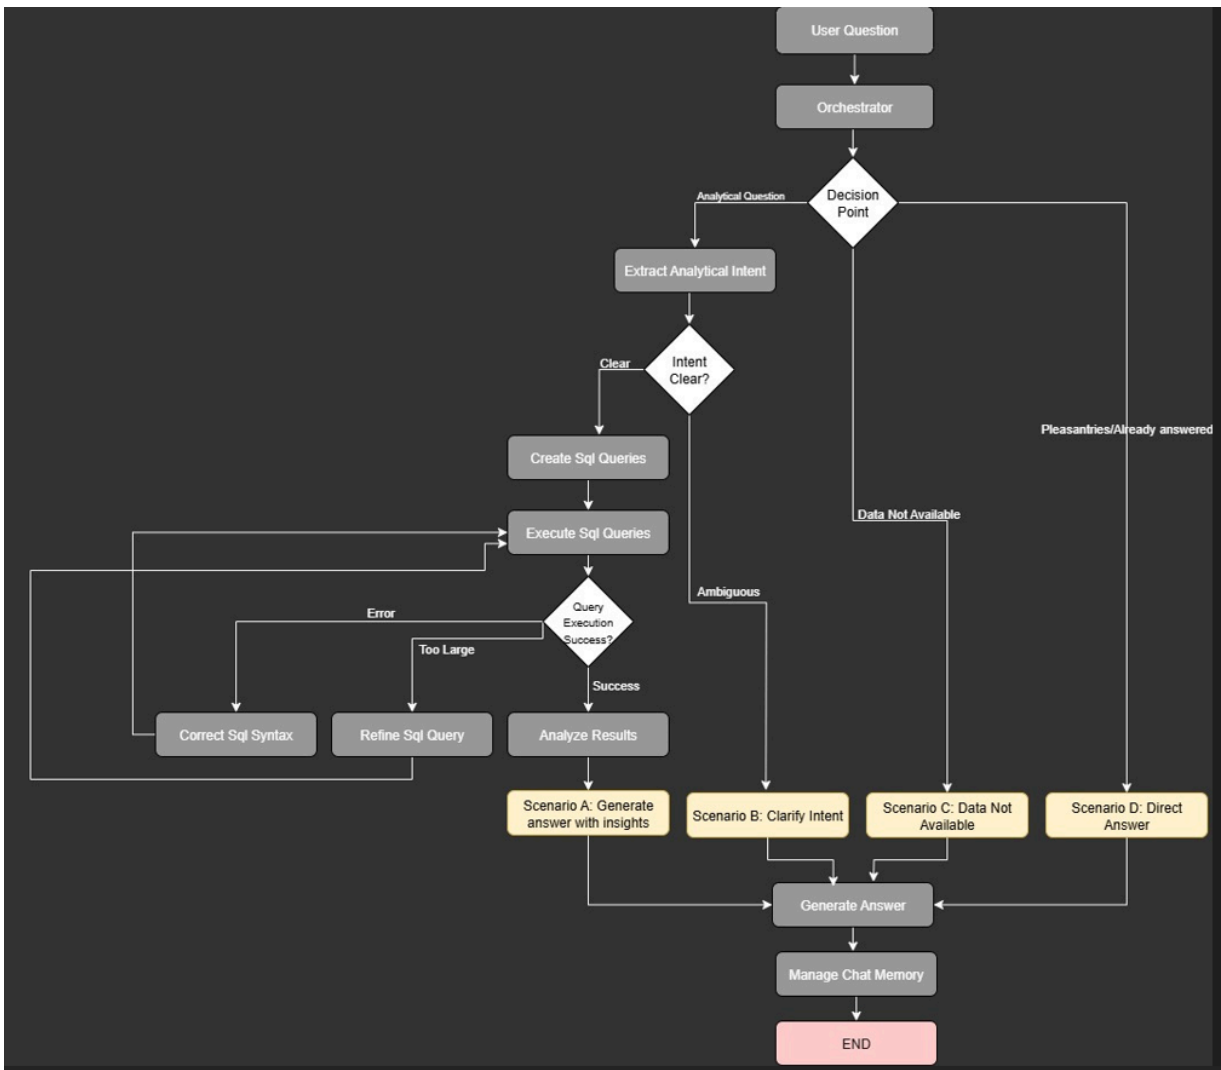 User Question
Orchestrator
Decision
Point
Analytical Question
Extract Analytical Intent
Intent
Clear?
Clear
Pleasantries/Already answered
Create Sql Queries
Data Not Available
Execute Sql Queries
Ambiguous
Query
Execution
Success?
Error
Too Large
Success
Correct Sql Syntax
Refine Sql Query
Analyze Results
Scenario A: Generate
answer with insights
Scenario B: Clarify Intent
Scenario C: Data Not
Available
Scenario D: Direct
Answer
Generate Answer
Manage Chat Memory
END